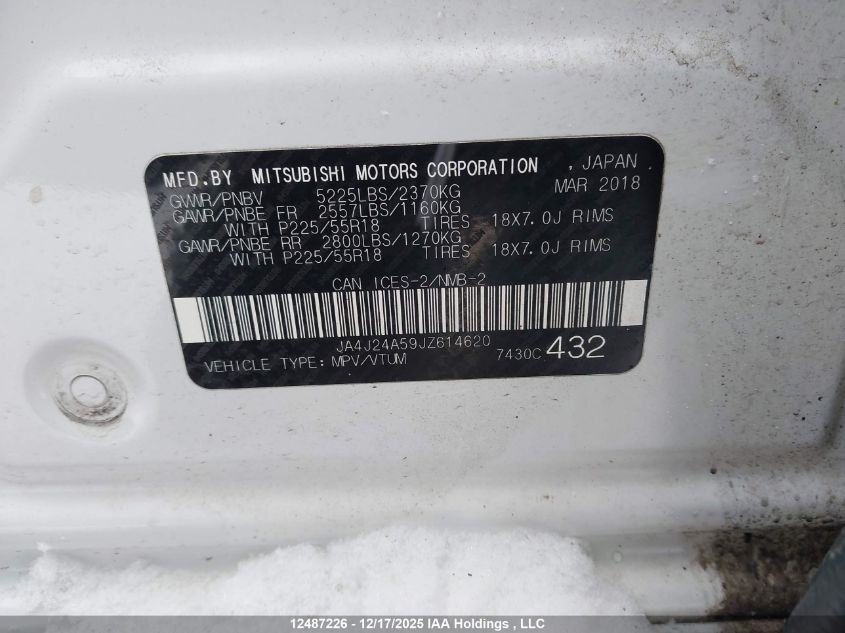 MFD.BY MITSUBISHI MOTORS CORPORATION , JAPAN
GVWR/PNBV 5225LBS/2370KG MAR 2018
GAWR/PNBE FR 2557LBS/1160KG
WITH P225/55R18 TIRES 18X7.0J RIMS
GAWR/PNBE RR 2800LBS/1270KG
WITH P225/55R18 TIRES 18X7.0J RIMS
CAN ICES-2/NMB-2
JA4J24A59JZ614620
VEHICLE TYPE: MPV/VTUM 7430C 432
12487226 - 12/17/2025 IAA Holdings , LLC